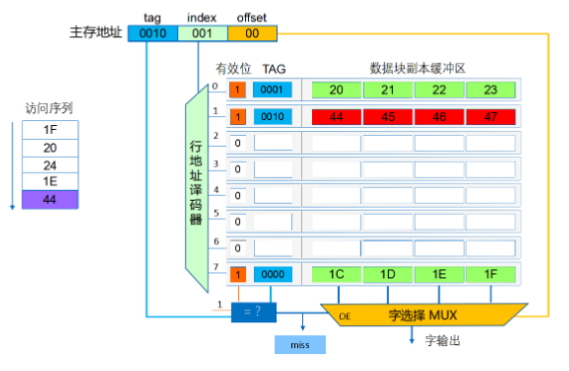 tag index offset
主存地址 0010 001 00
有效位 TAG 数据块副本缓冲区
访问序列
1F
20
24
1E
44
行地址译码器
0 1 0001 20 21 22 23
1 1 0010 44 45 46 47
2 0
3 0
4 0
5 0
6 0
7 1 0000 1C 1D 1E 1F
1 = ? OE 字选择 MUX
miss 字输出